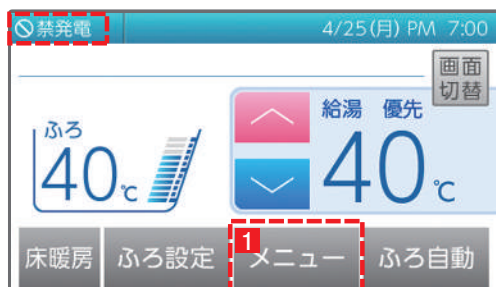 禁発電 4/25(月) PM 7:00
画面
切替
ふろ
40℃
給湯 優先
40℃
床暖房 ふろ設定 1 メニュー ふろ自動